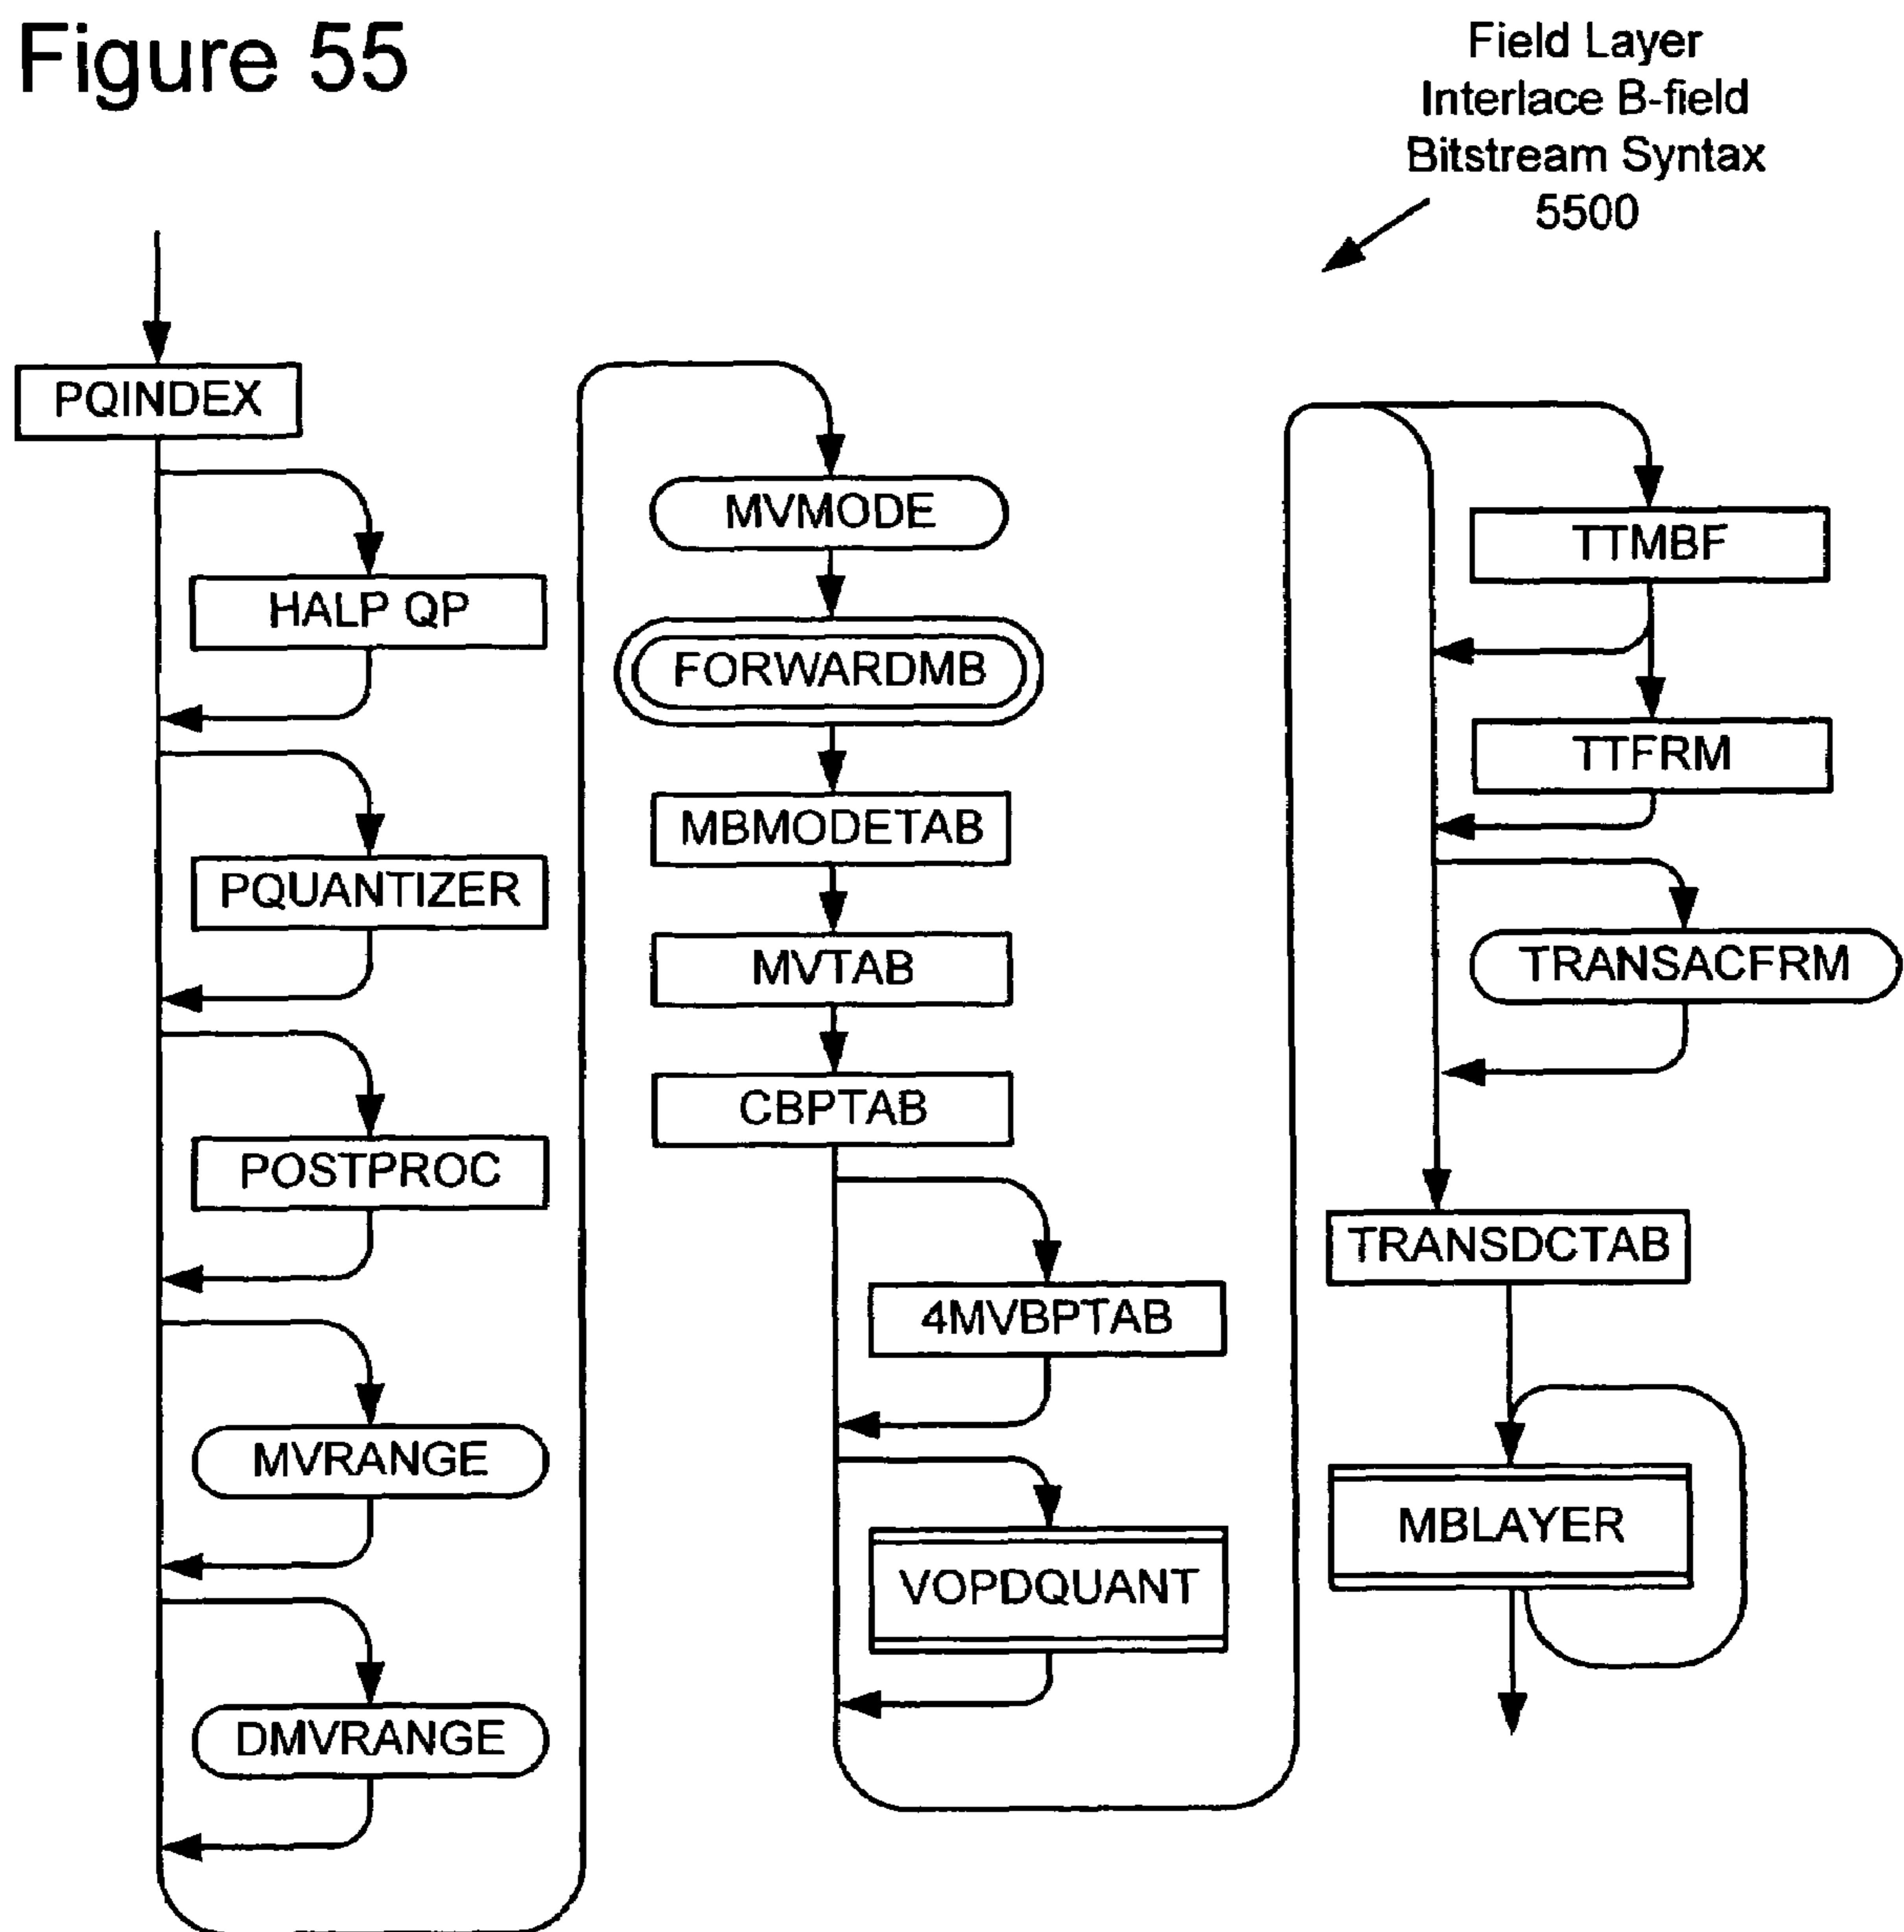 Figure 55
Field Layer
Interlace B-field
Bitstream Syntax
5500
PQINDEX
HALP QP
PQUANTIZER
POSTPROC
MVRANGE
DMVRANGE
MVMODE
FORWARDMB
MBMODETAB
MVTAB
CBPTAB
4MVBPTAB
VOPDQUANT
TTMBF
TTFRM
TRANSACFRM
TRANSDCTAB
MBLAYER